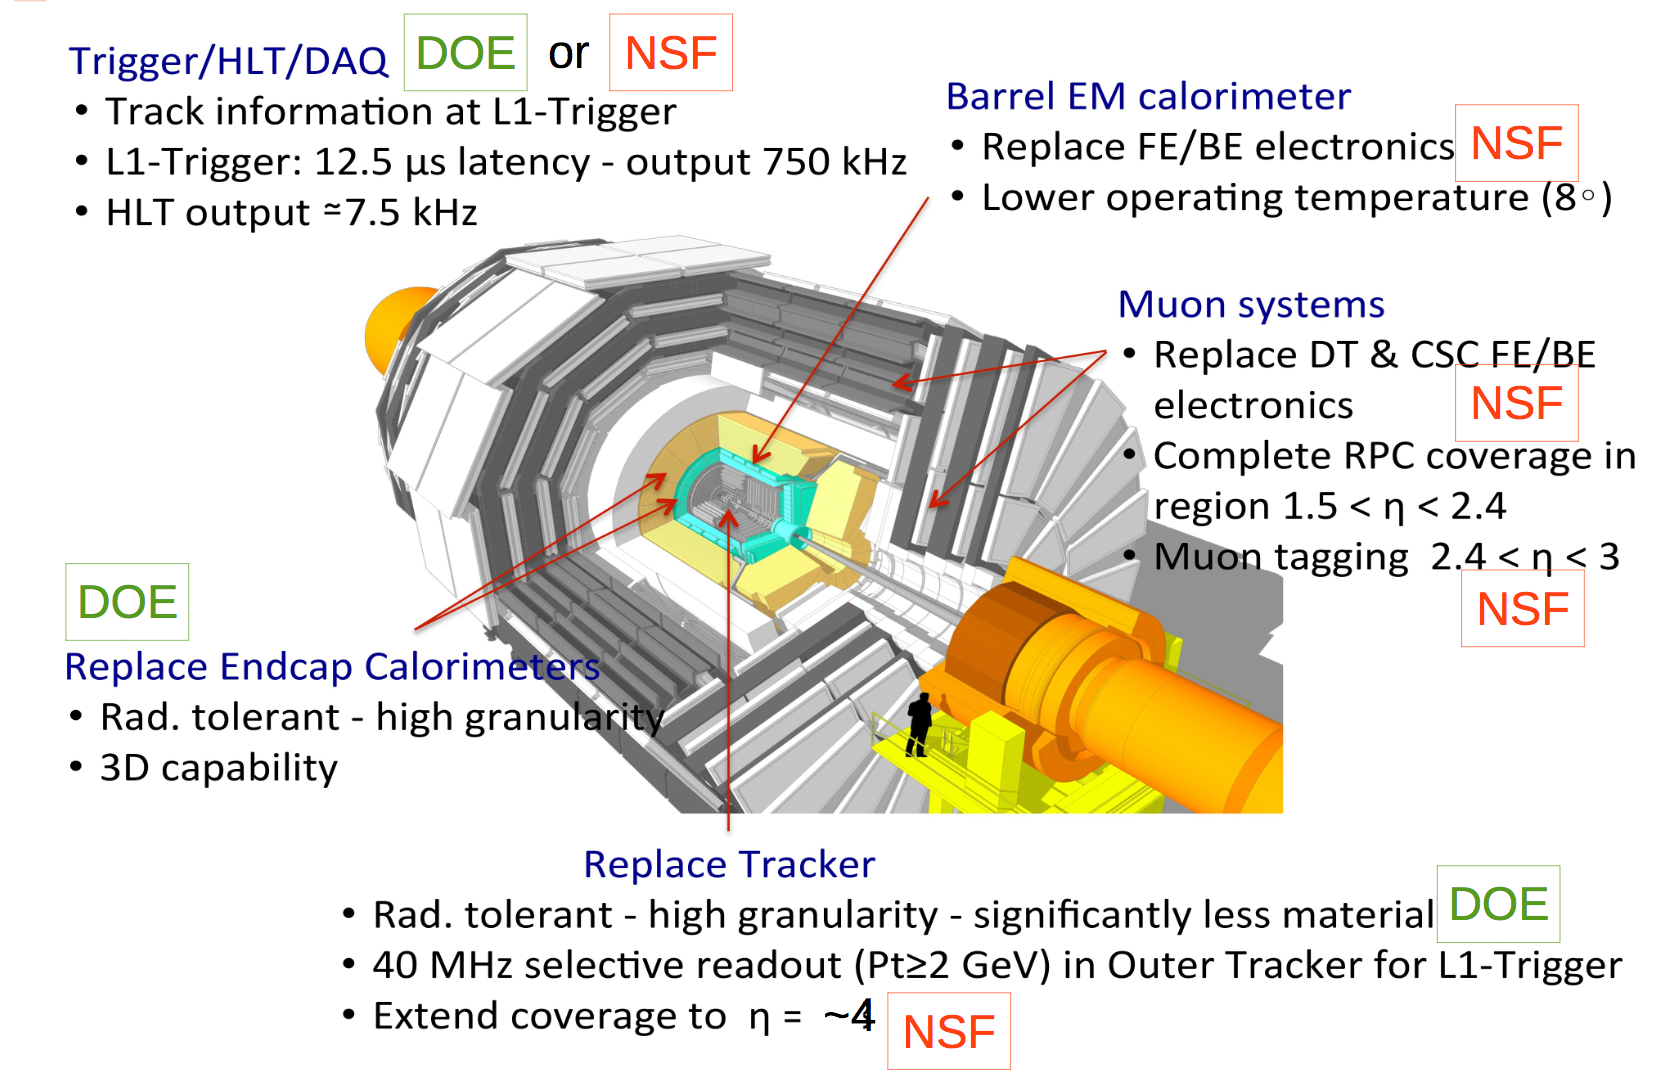 Trigger/HLT/DAQ DOE or NSF
• Track information at L1-Trigger
• L1-Trigger: 12.5 μs latency - output 750 kHz
• HLT output ≃7.5 kHz
Barrel EM calorimeter
• Replace FE/BE electronics NSF
• Lower operating temperature (8◦)
Muon systems
• Replace DT & CSC FE/BE
electronics NSF
• Complete RPC coverage in
region 1.5 < η < 2.4
• Muon tagging 2.4 < η < 3
NSF
DOE
Replace Endcap Calorimeters
• Rad. tolerant - high granularity
• 3D capability
Replace Tracker
• Rad. tolerant - high granularity - significantly less material DOE
• 40 MHz selective readout (Pt≥2 GeV) in Outer Tracker for L1-Trigger
• Extend coverage to η = ~4 NSF